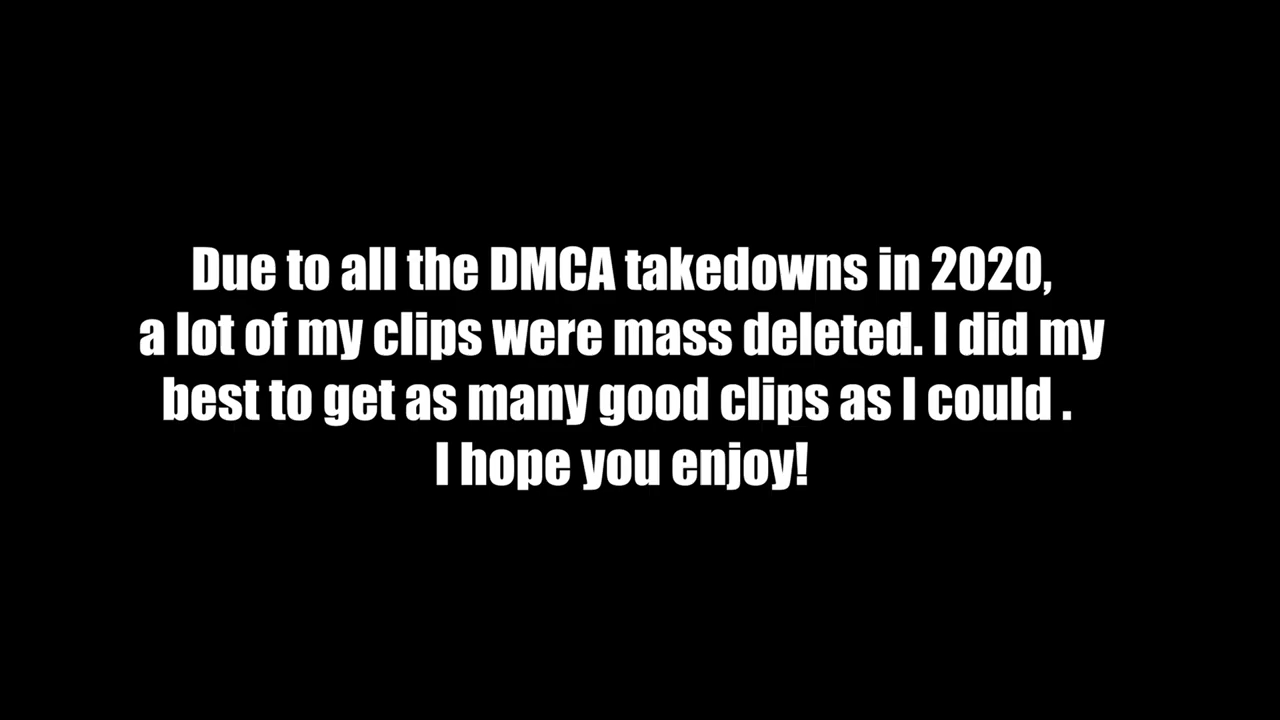 Due to all the DMCA takedowns in 2020,
a lot of my clips were mass deleted. I did my
best to get as many good clips as I could .
I hope you enjoy!